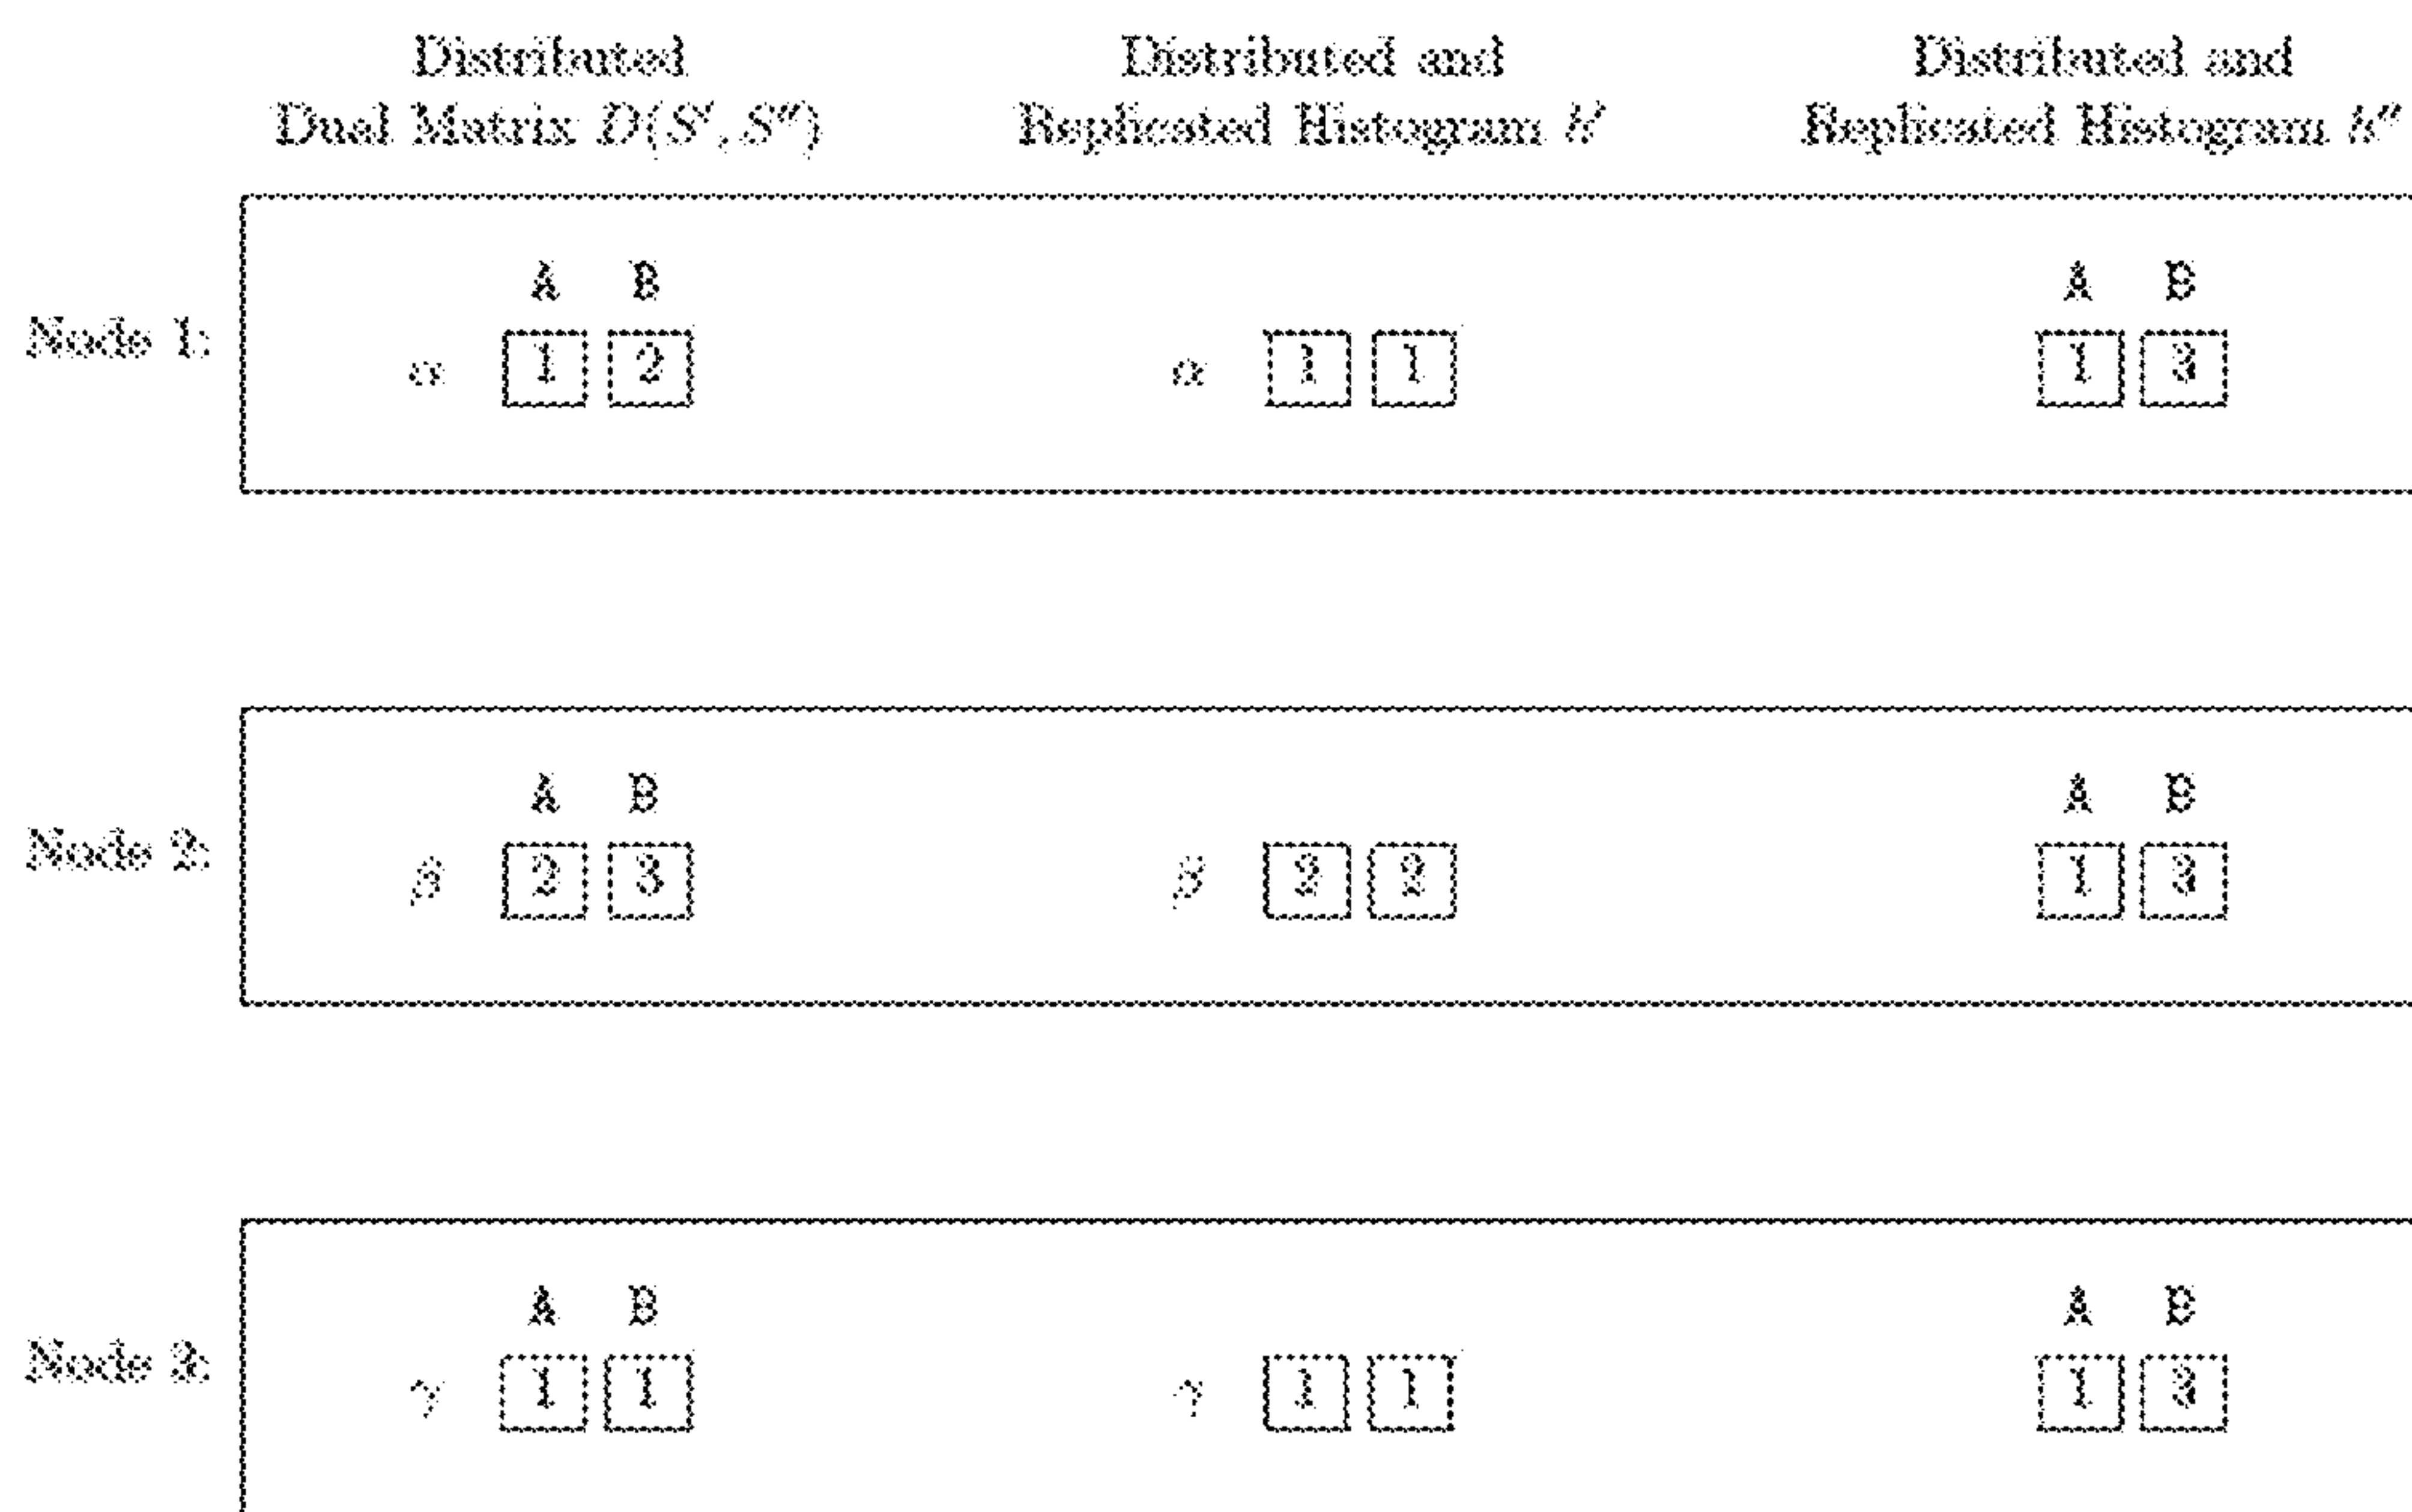 Distributed Distributed and Distributed and
Dual Matrix D(S′, S″) Replicated Histogram h′ Replicated Histogram h″
A B A B
Node 1: α 1 2 α 1 1 1 3
A B A B
Node 2: β 2 3 β 2 2 1 3
A B A B
Node 3: γ 1 1 γ 1 1 1 3